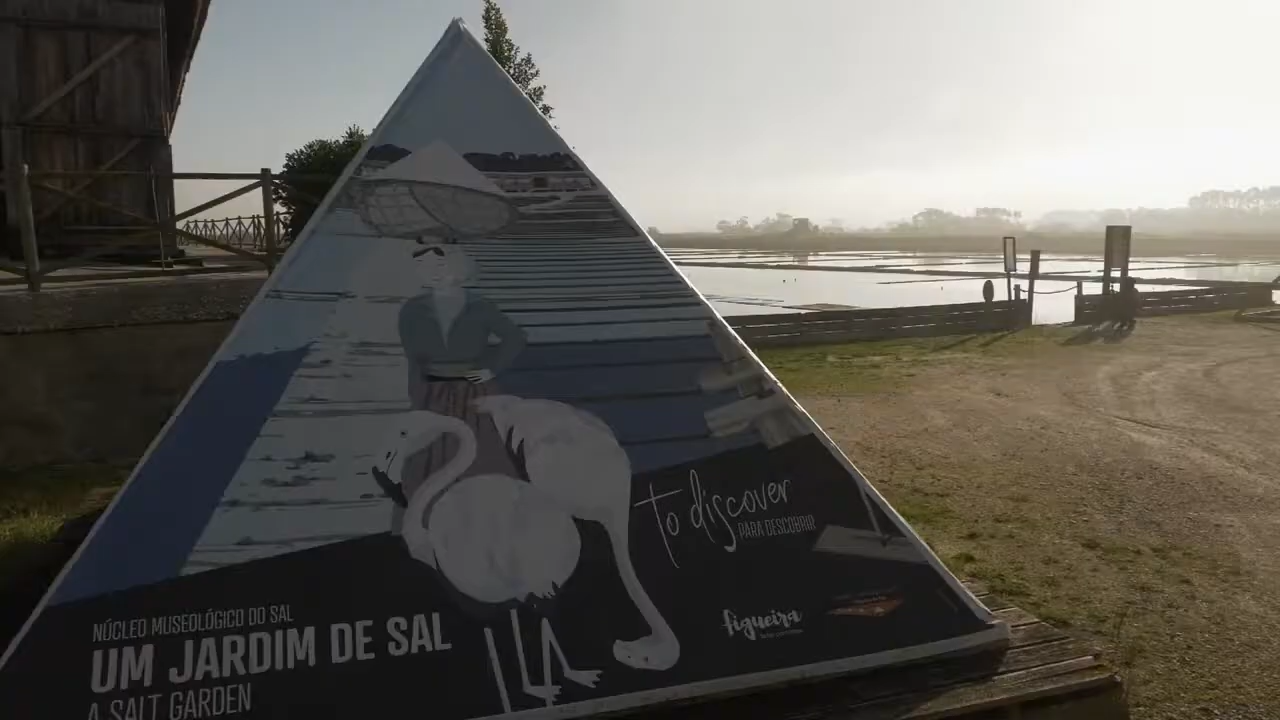 To discover
PARA DESCOBRIR
NÚCLEO MUSEOLÓGICO DO SAL
UM JARDIM DE SAL
A SALT GARDEN
figueira